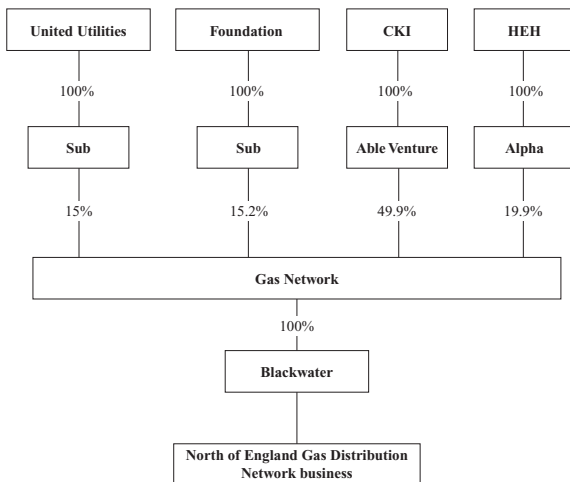 United Utilities
Foundation
CKI
HEH
100%
100%
100%
100%
Sub
Sub
Able Venture
Alpha
15%
15.2%
49.9%
19.9%
Gas Network
100%
Blackwater
North of England Gas Distribution
Network business